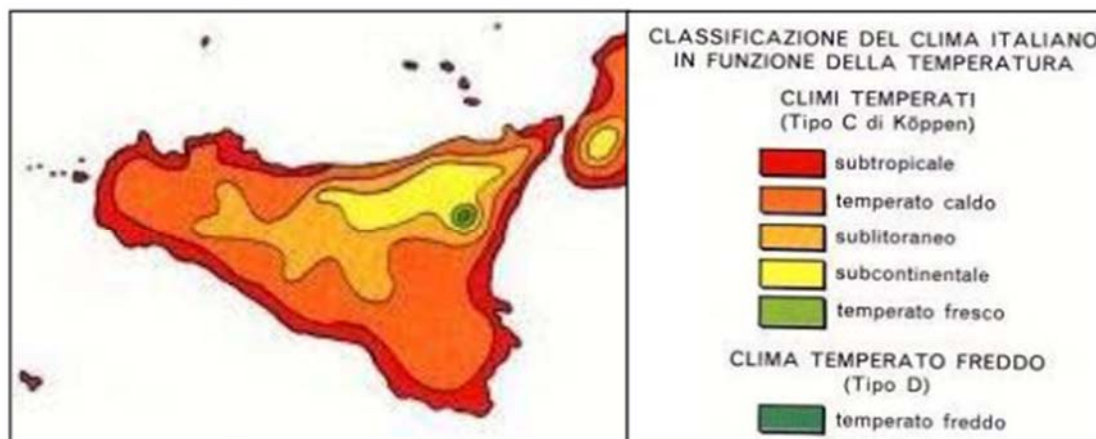 CLASSIFICAZIONE DEL CLIMA ITALIANO
IN FUNZIONE DELLA TEMPERATURA
CLIMI TEMPERATI
(Tipo C di Köppen)
subtropicale
temperato caldo
sublitoraneo
subcontinentale
temperato fresco
CLIMA TEMPERATO FREDDO
(Tipo D)
temperato freddo